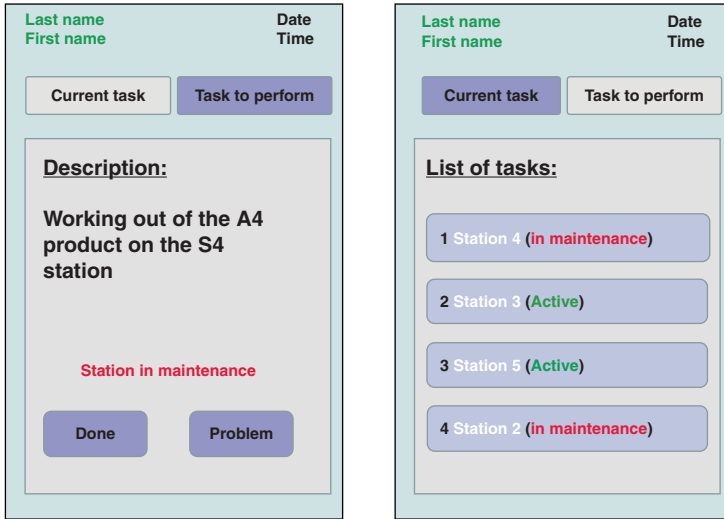 Last name Date
First name Time
Current task Task to perform
Description:
Working out of the A4
product on the S4
station
Station in maintenance
Done Problem
Last name Date
First name Time
Current task Task to perform
List of tasks:
1 Station 4 (in maintenance)
2 Station 3 (Active)
3 Station 5 (Active)
4 Station 2 (in maintenance)